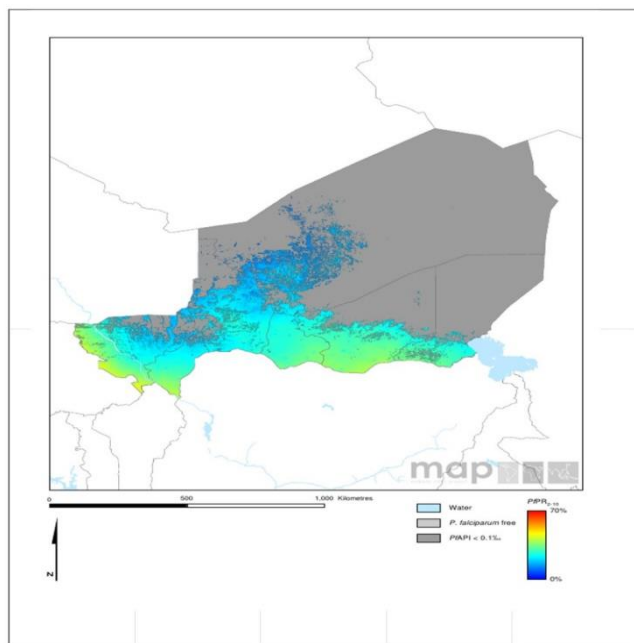 map
0 500 1,000 Kilometres
Water
P. falciparum free
PfAPI < 0.1‰
PfPR2-10
70%
0%
N